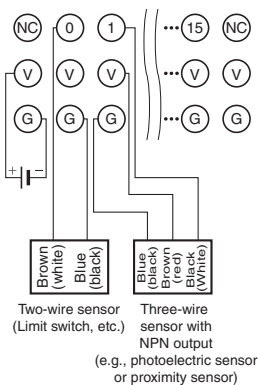 NC 0 1 ••• 15 NC
V V V ••• V V
G G G ••• G G
+ −
Brown
(white)
Blue
(black)
Blue
(black)
Brown
(red)
Black
(White)
Two-wire sensor
(Limit switch, etc.)
Three-wire
sensor with
NPN output
(e.g., photoelectric sensor
or proximity sensor)